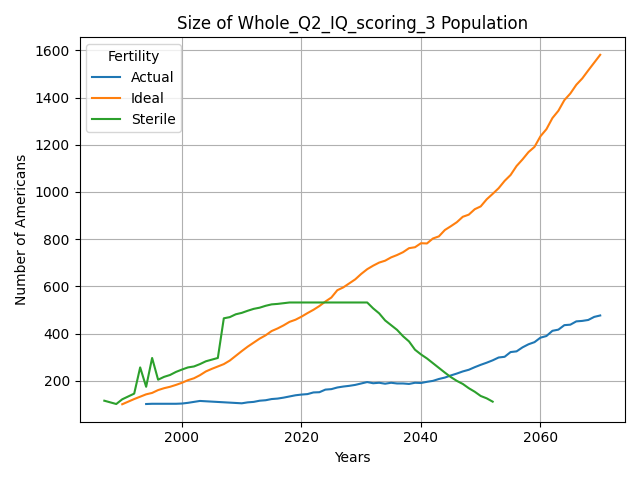 Size of Whole_Q2_IQ_scoring_3 Population
Fertility
Actual
Ideal
Sterile
Number of Americans
1600
1400
1200
1000
800
600
400
200
2000
2020
2040
2060
Years